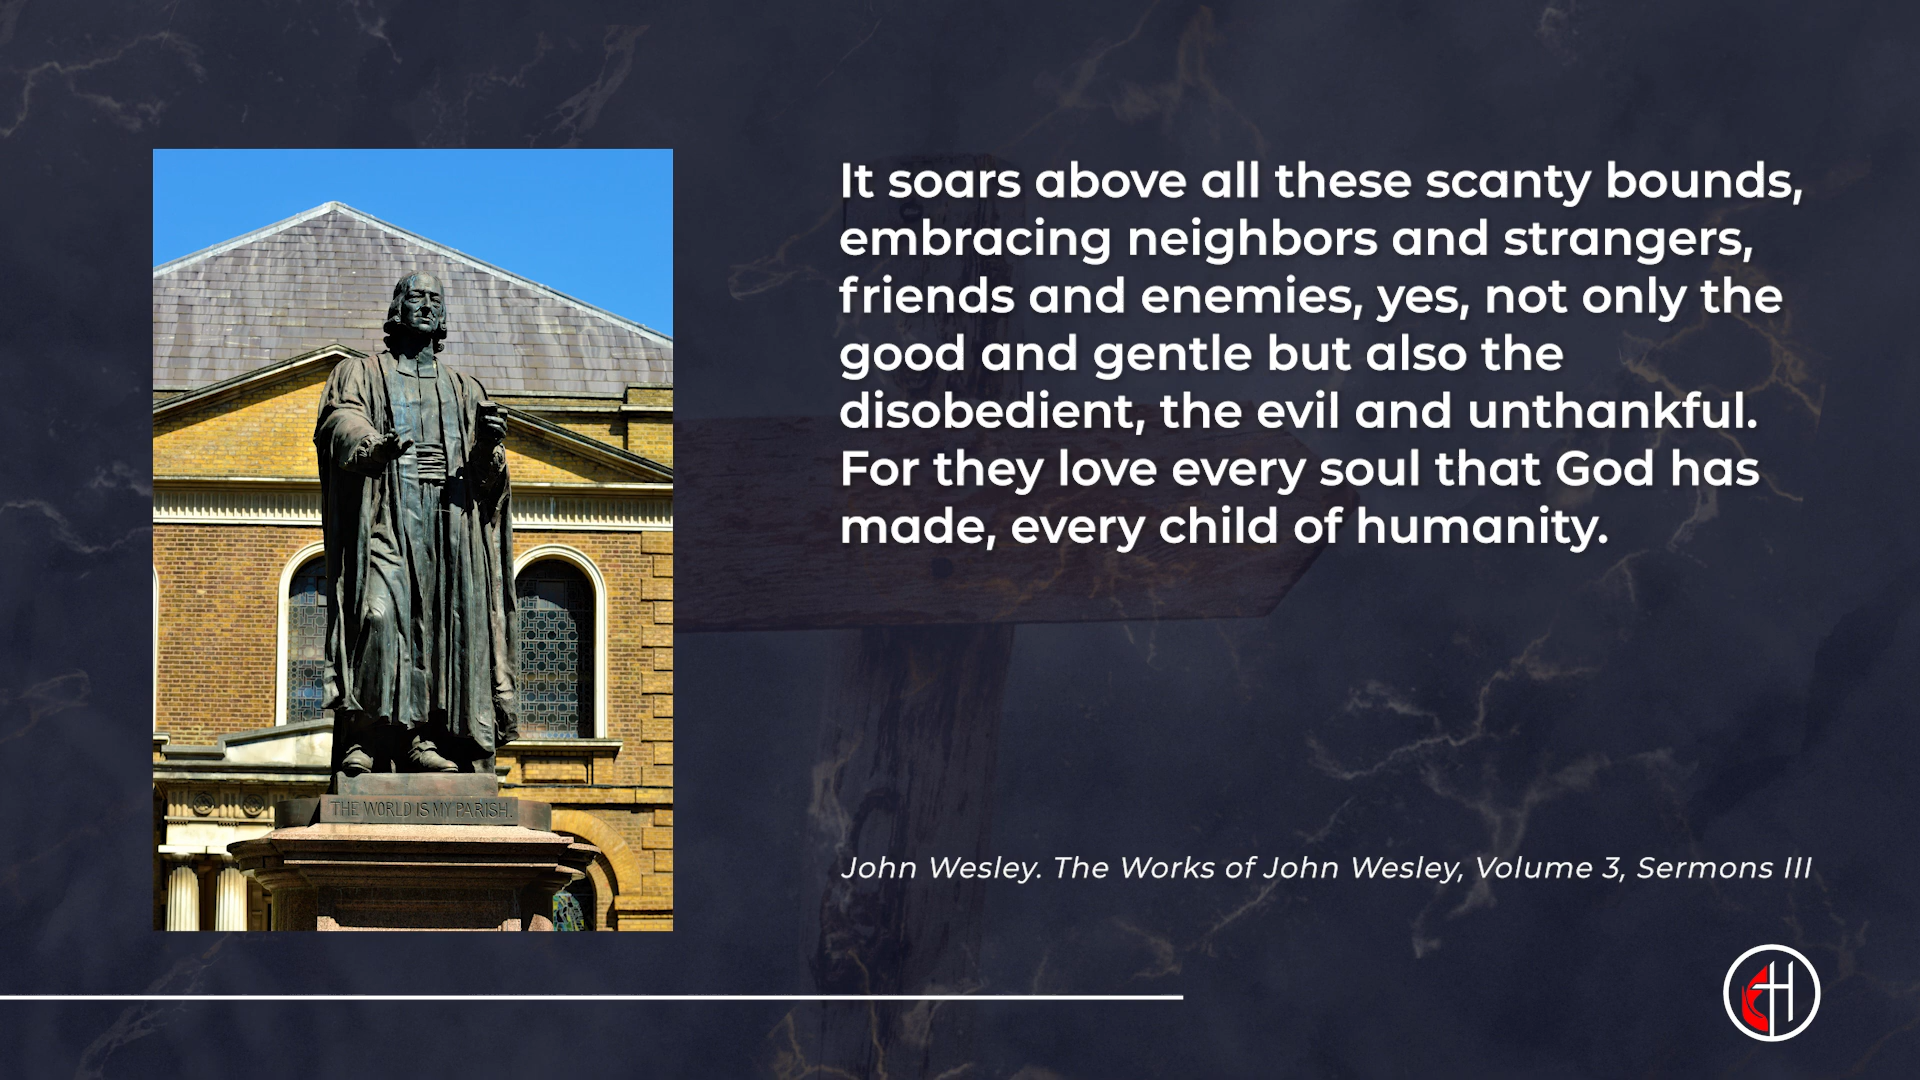 It soars above all these scanty bounds,
embracing neighbors and strangers,
friends and enemies, yes, not only the
good and gentle but also the
disobedient, the evil and unthankful.
For they love every soul that God has
made, every child of humanity.
THE WORLD IS MY PARISH.
John Wesley. The Works of John Wesley, Volume 3, Sermons III
H